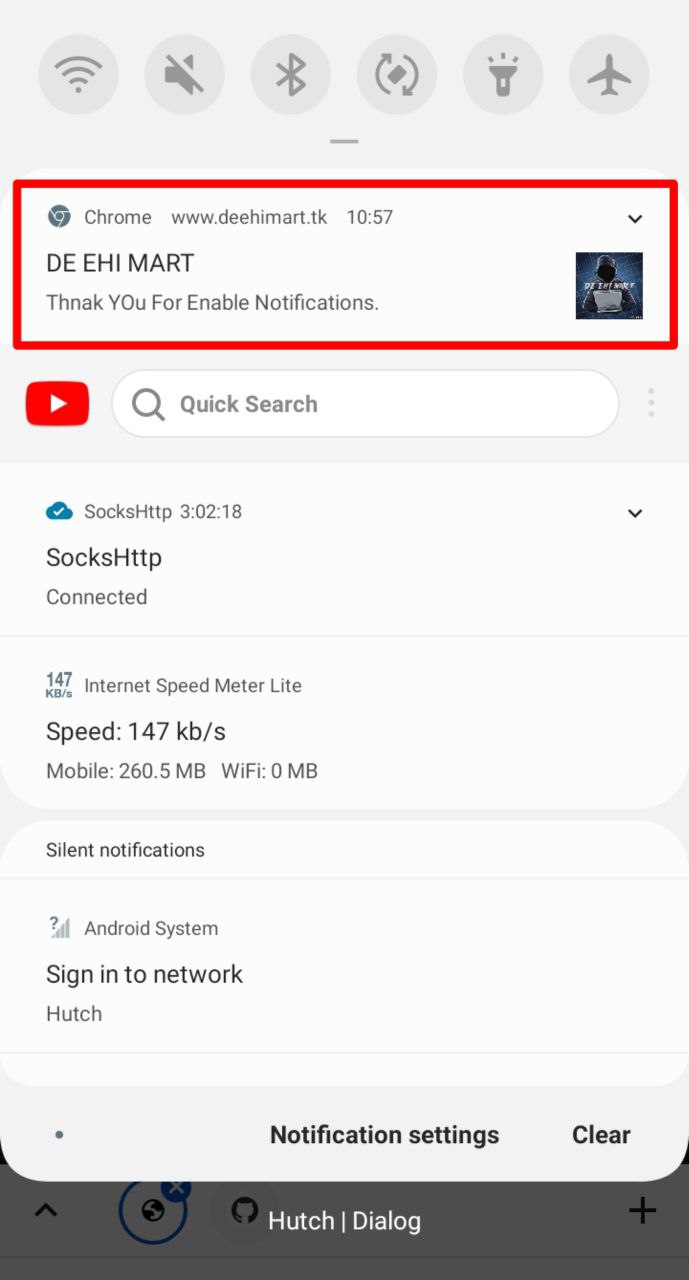 Chrome www.deehimart.tk 10:57
DE EHI MART
Thnak YOu For Enable Notifications.
DE EHI MART
Quick Search
SocksHttp 3:02:18
SocksHttp
Connected
147
KB/s
Internet Speed Meter Lite
Speed: 147 kb/s
Mobile: 260.5 MB WiFi: 0 MB
Silent notifications
? Android System
Sign in to network
Hutch
Notification settings Clear
Hutch | Dialog